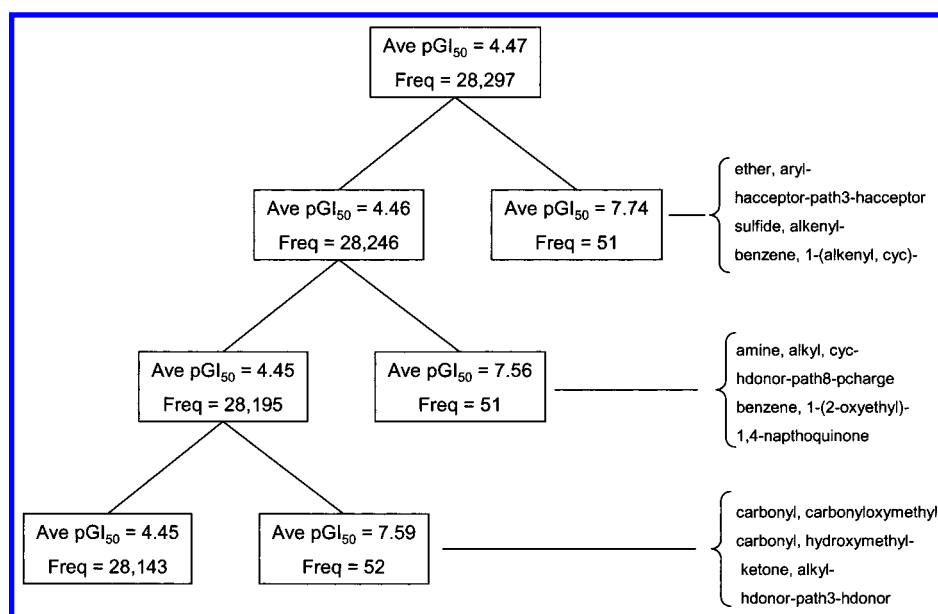 Ave pGI50 = 4.47
Freq = 28,297
Ave pGI50 = 4.46
Freq = 28,246
Ave pGI50 = 7.74
Freq = 51
ether, aryl-
hacceptor-path3-hacceptor
sulfide, alkenyl-
benzene, 1-(alkenyl, cyc)-
Ave pGI50 = 4.45
Freq = 28,195
Ave pGI50 = 7.56
Freq = 51
amine, alkyl, cyc-
hdonor-path8-pcharge
benzene, 1-(2-oxyethyl)-
1,4-napthoquinone
Ave pGI50 = 4.45
Freq = 28,143
Ave pGI50 = 7.59
Freq = 52
carbonyl, carbonyloxymethyl
carbonyl, hydroxymethyl-
ketone, alkyl-
hdonor-path3-hdonor